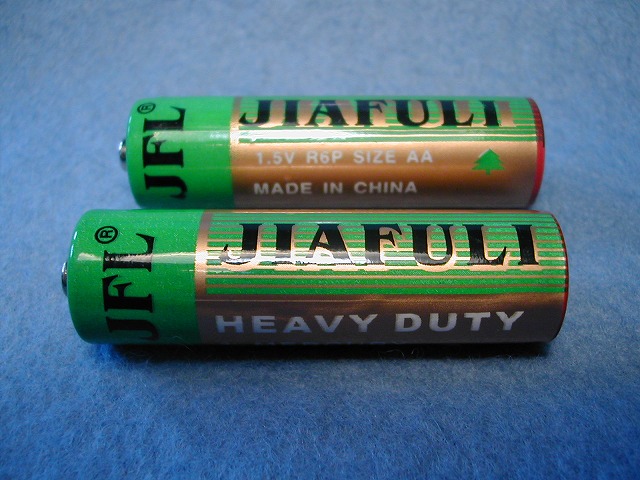 JFL®
JIAFULI
1.5V R6P SIZE AA
MADE IN CHINA
JFL®
JIAFULI
HEAVY DUTY